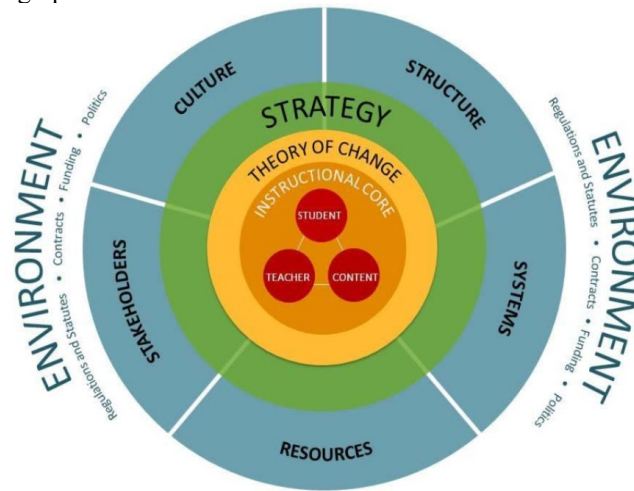 CULTURE
STRUCTURE
STRATEGY
THEORY OF CHANGE
INSTRUCTIONAL CORE
STUDENT
TEACHER
CONTENT
STAKEHOLDERS
SYSTEMS
RESOURCES
ENVIRONMENT
Regulations and Statutes • Contracts • Funding • Politics
ENVIRONMENT
Regulations and Statutes • Contracts • Funding • Politics